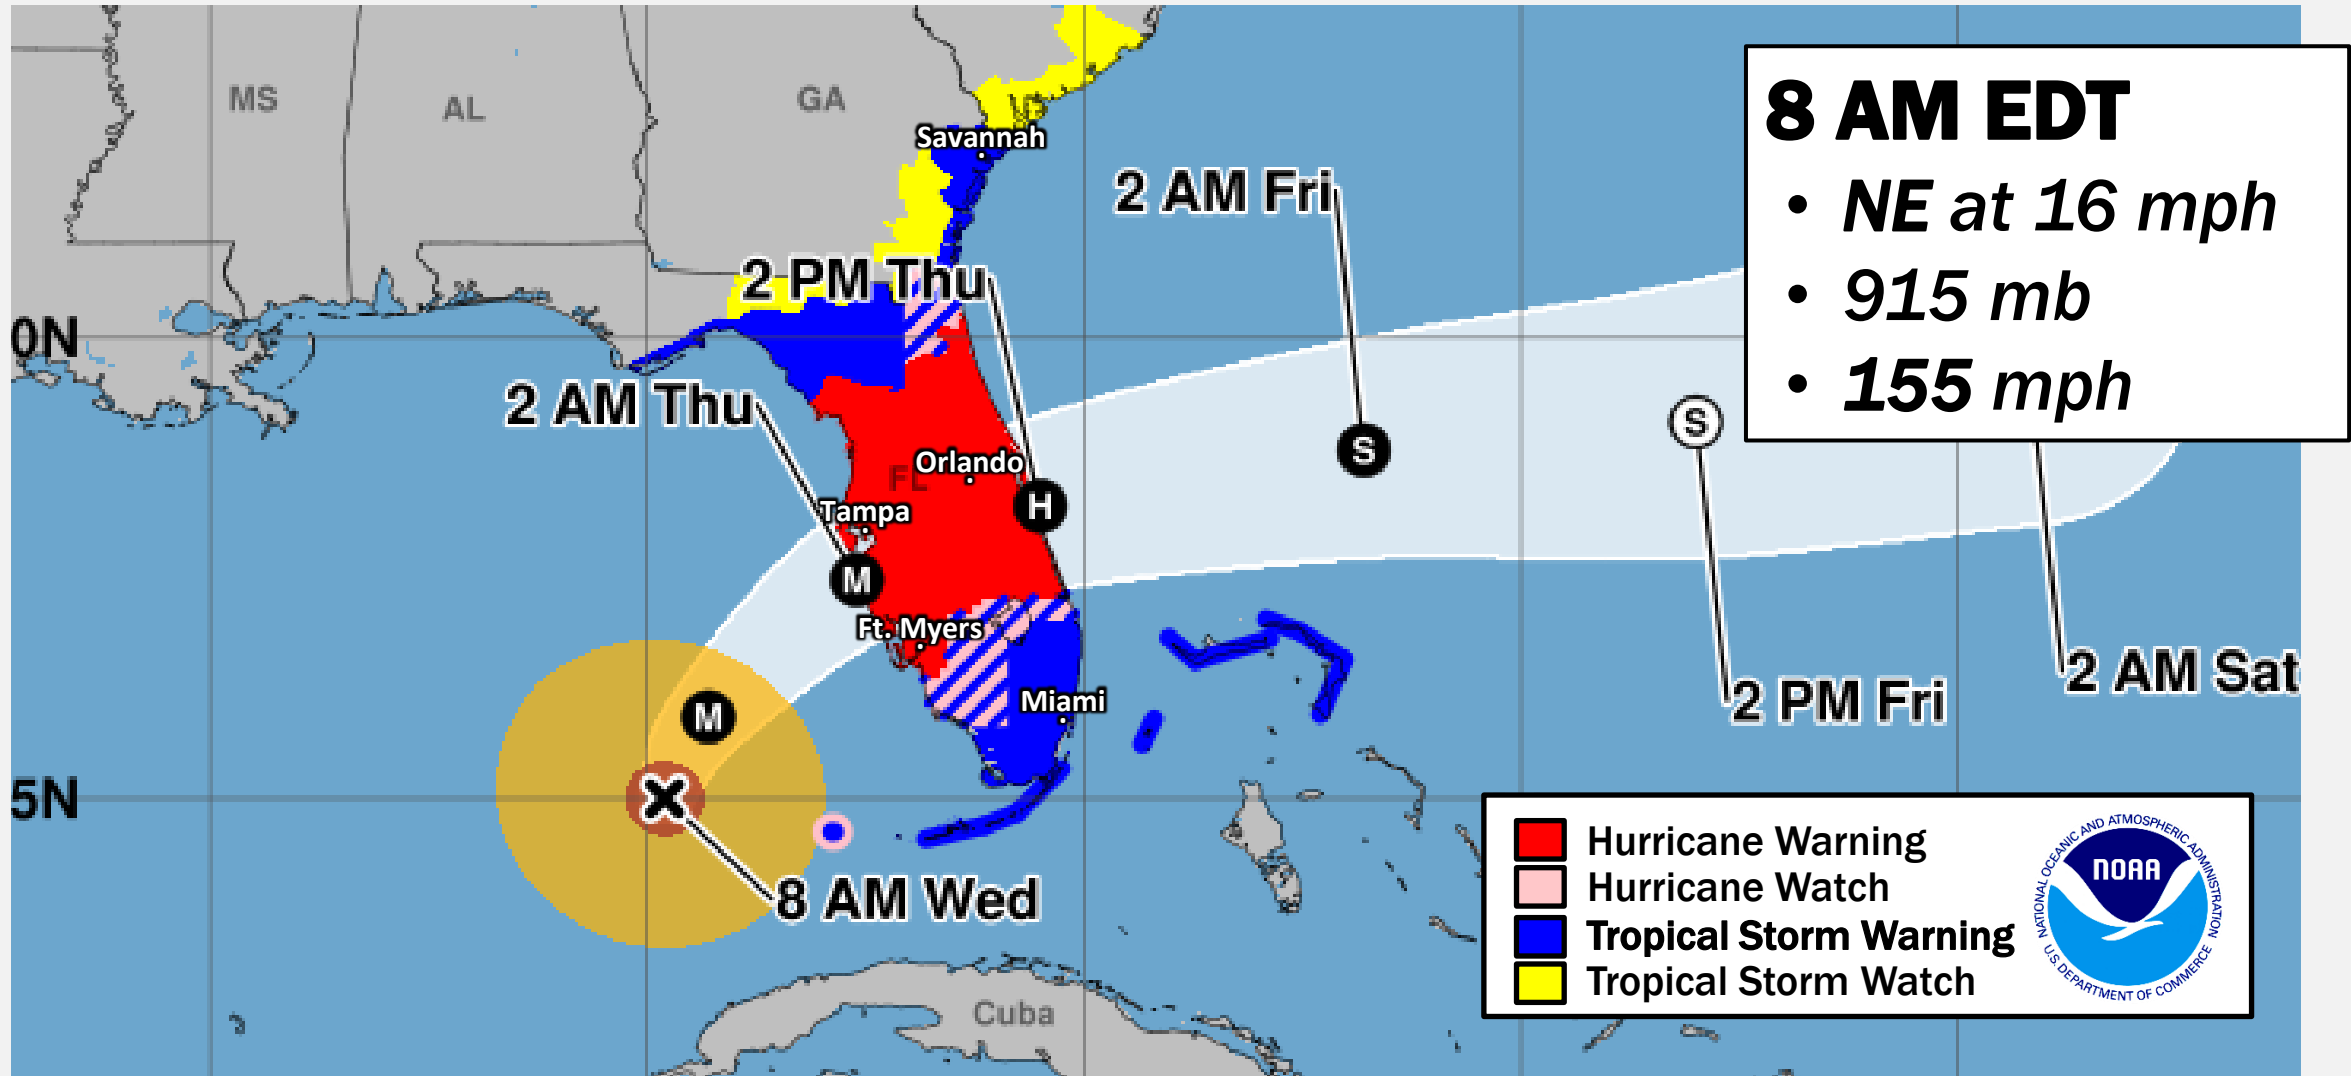 MS
AL
GA
Savannah
2 AM Fri
8 AM EDT
• NE at 16 mph
• 915 mb
• 155 mph
2 PM Thu
0N
2 AM Thu
S
S
Orlando
FL
H
Tampa
M
Ft. Myers
M
Miami
2 PM Fri
2 AM Sat
5N
8 AM Wed
Hurricane Warning
Hurricane Watch
Tropical Storm Warning
Tropical Storm Watch
NATIONAL OCEANIC AND ATMOSPHERIC ADMINISTRATION
NOAA
U.S. DEPARTMENT OF COMMERCE
Cuba